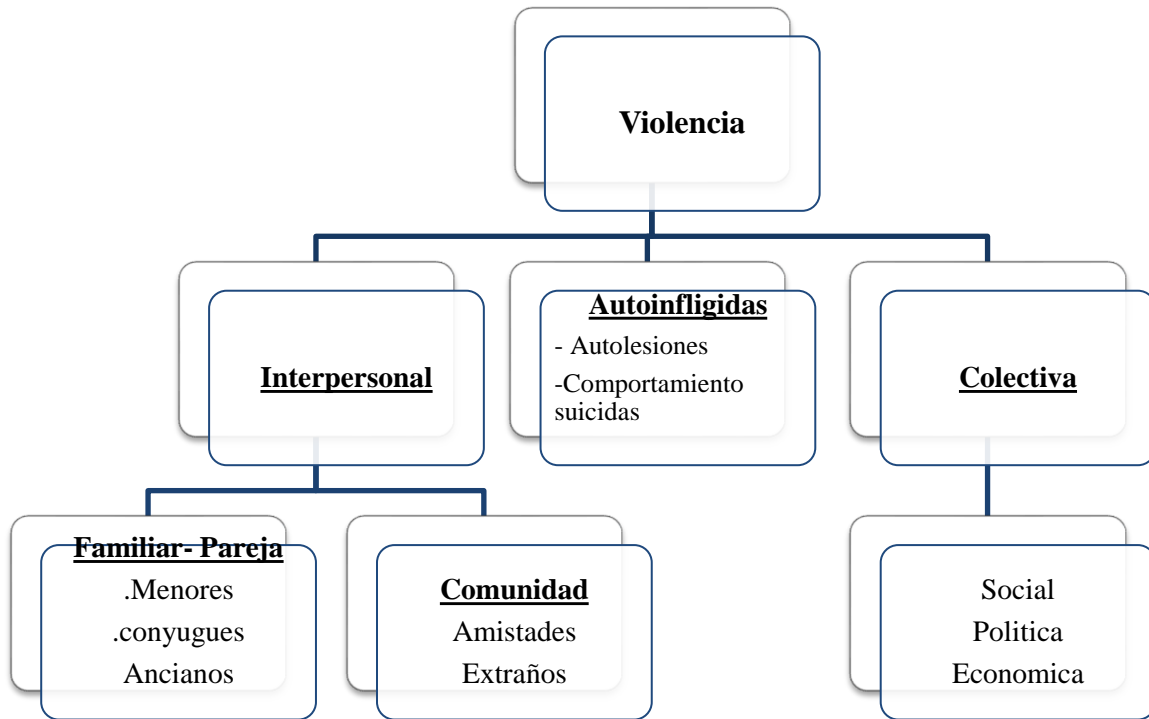 Violencia
Interpersonal
Autoinfligidas
- Autolesiones
-Comportamiento
suicidas
Colectiva
Familiar- Pareja
.Menores
.conyugues
Ancianos
Comunidad
Amistades
Extraños
Social
Politica
Economica